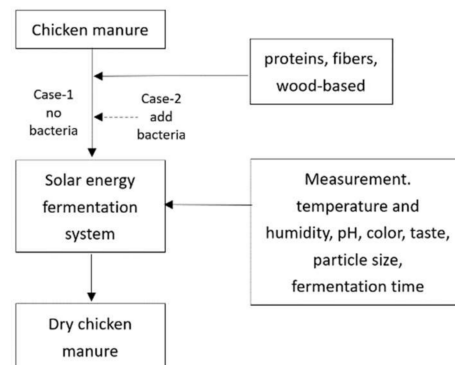 Chicken manure
proteins, fibers,
wood-based
Case-1
no
bacteria
Case-2
add
bacteria
Solar energy
fermentation
system
Measurement.
temperature and
humidity, pH, color, taste,
particle size,
fermentation time
Dry chicken
manure